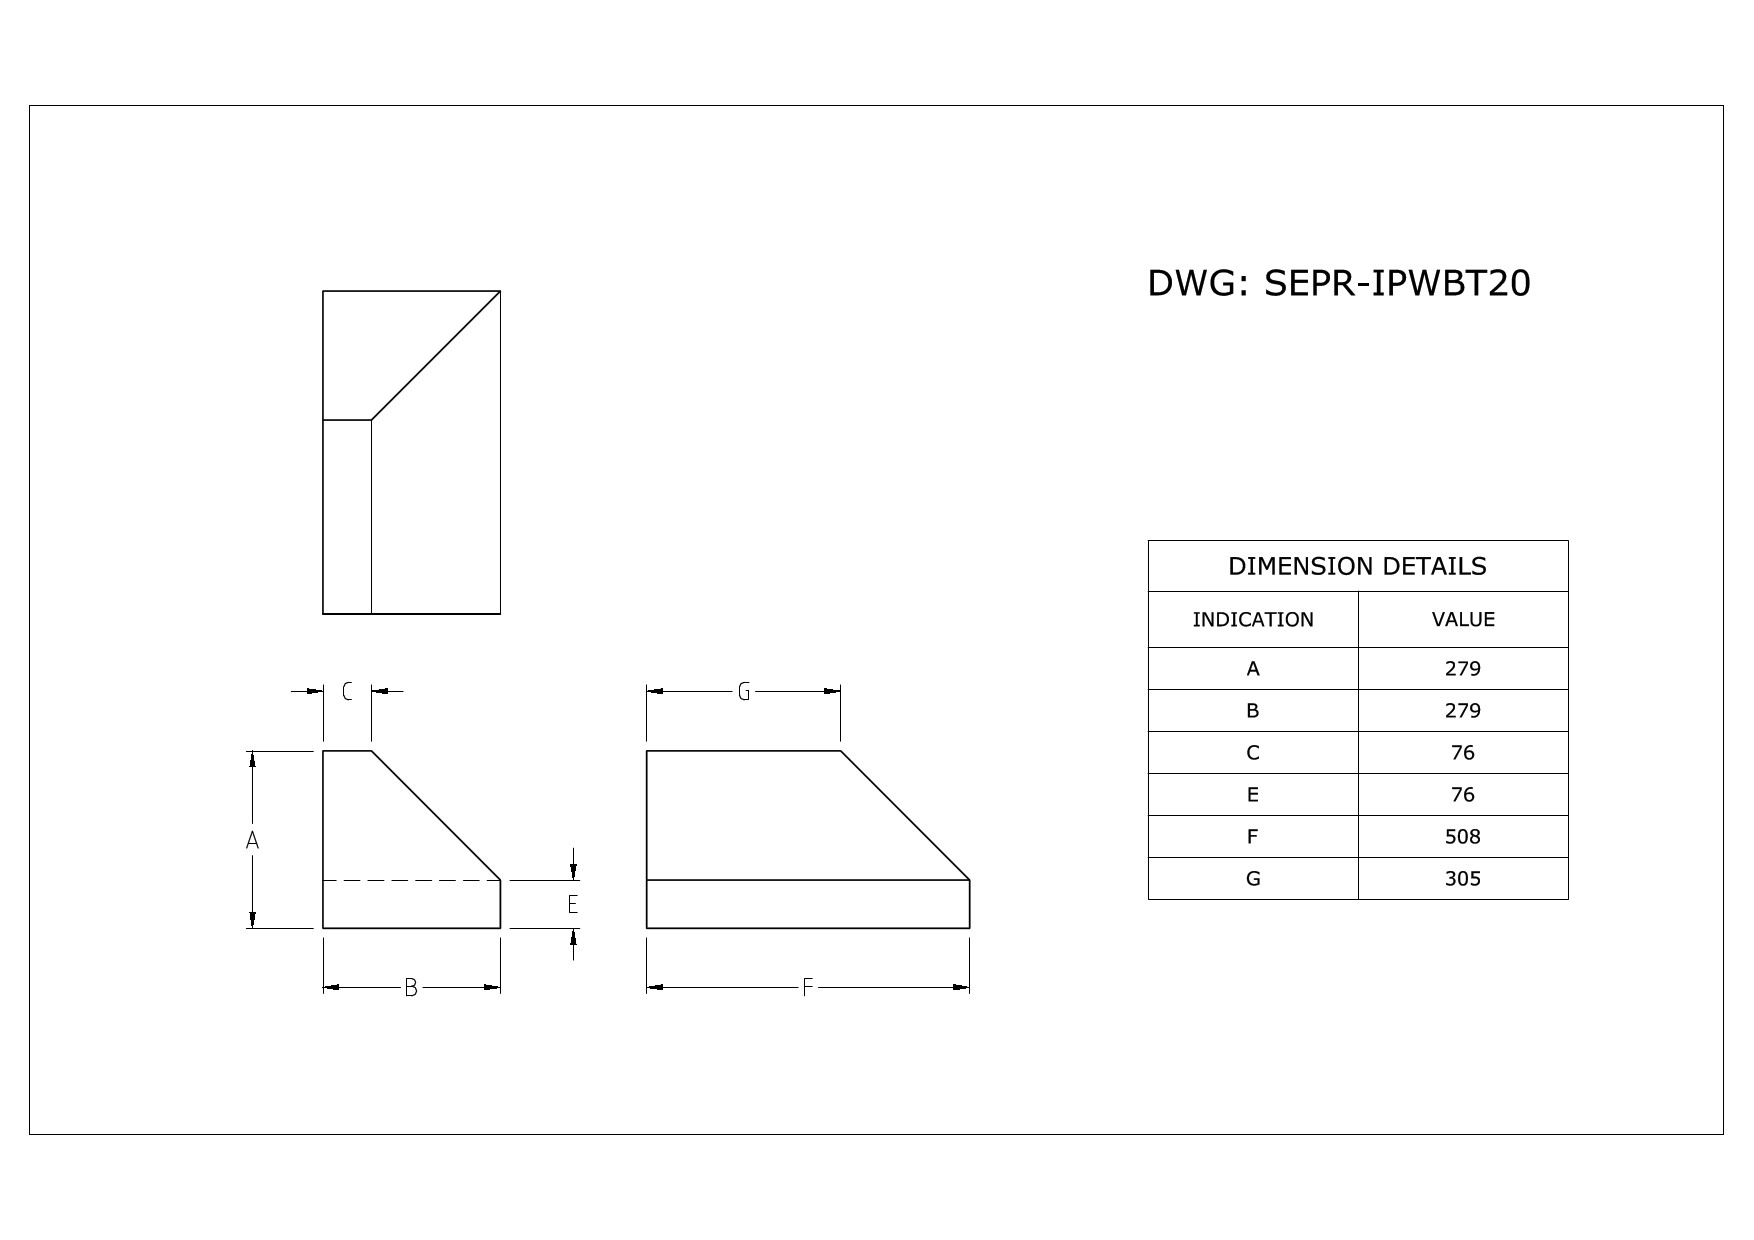 DWG: SEPR-IPWBT20
DIMENSION DETAILS
INDICATION VALUE
A 279
B 279
C 76
E 76
F 508
G 305
C
G
A
E
B
F